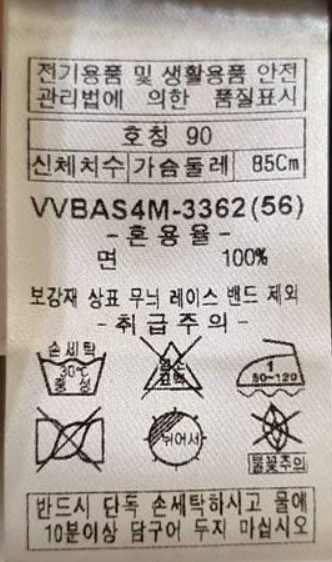 전기용품 및 생활용품 안전
관리법에 의한 품질표시
호칭 90
신체치수 가슴둘레 85Cm
VVBAS4M-3362(56)
-혼용율-
면 100%
보강재 상표 무늬 레이스 밴드 제외
-취급주의-
손세탁
30℃
중성
염소
표백
1
80~120
뉘어서
불꽃주의
반드시 단독 손세탁하시고 물에
10분이상 담구어 두지 마십시오